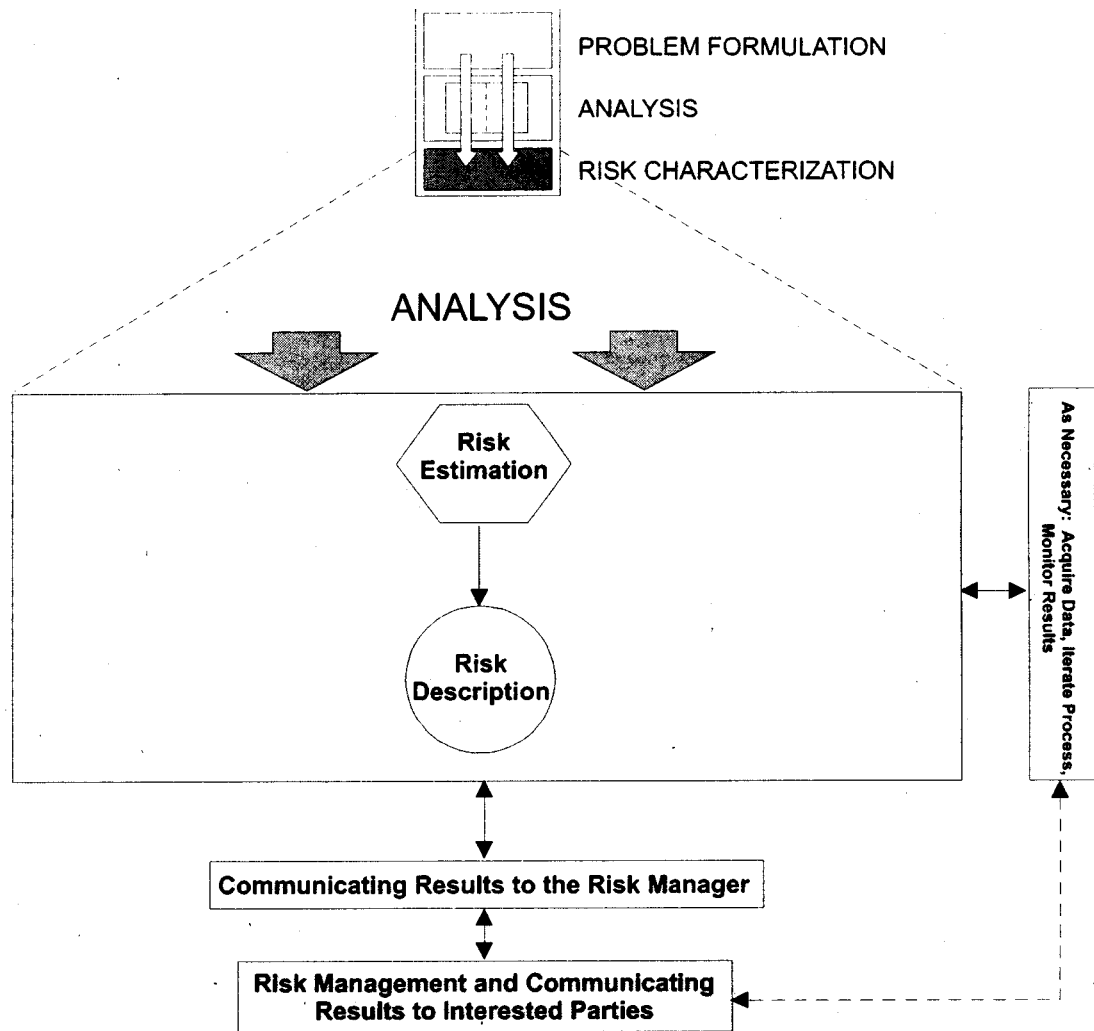 PROBLEM FORMULATION
ANALYSIS
RISK CHARACTERIZATION
ANALYSIS
Risk
Estimation
Risk
Description
As Necessary: Acquire Data, Iterate Process,
Monitor Results
Communicating Results to the Risk Manager
Risk Management and Communicating
Results to Interested Parties